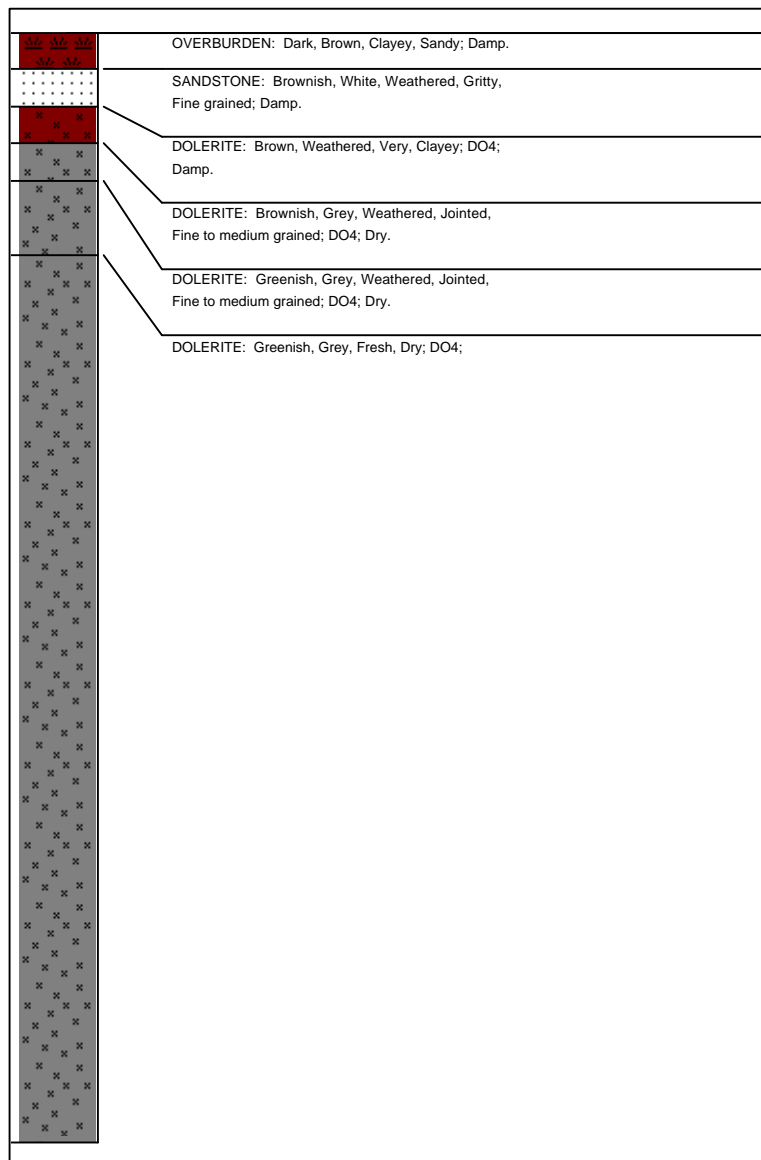 OVERBURDEN: Dark, Brown, Clayey, Sandy; Damp.
SANDSTONE: Brownish, White, Weathered, Gritty,
Fine grained; Damp.
DOLERITE: Brown, Weathered, Very, Clayey; DO4;
Damp.
DOLERITE: Brownish, Grey, Weathered, Jointed,
Fine to medium grained; DO4; Dry.
DOLERITE: Greenish, Grey, Weathered, Jointed,
Fine to medium grained; DO4; Dry.
DOLERITE: Greenish, Grey, Fresh, Dry; DO4;